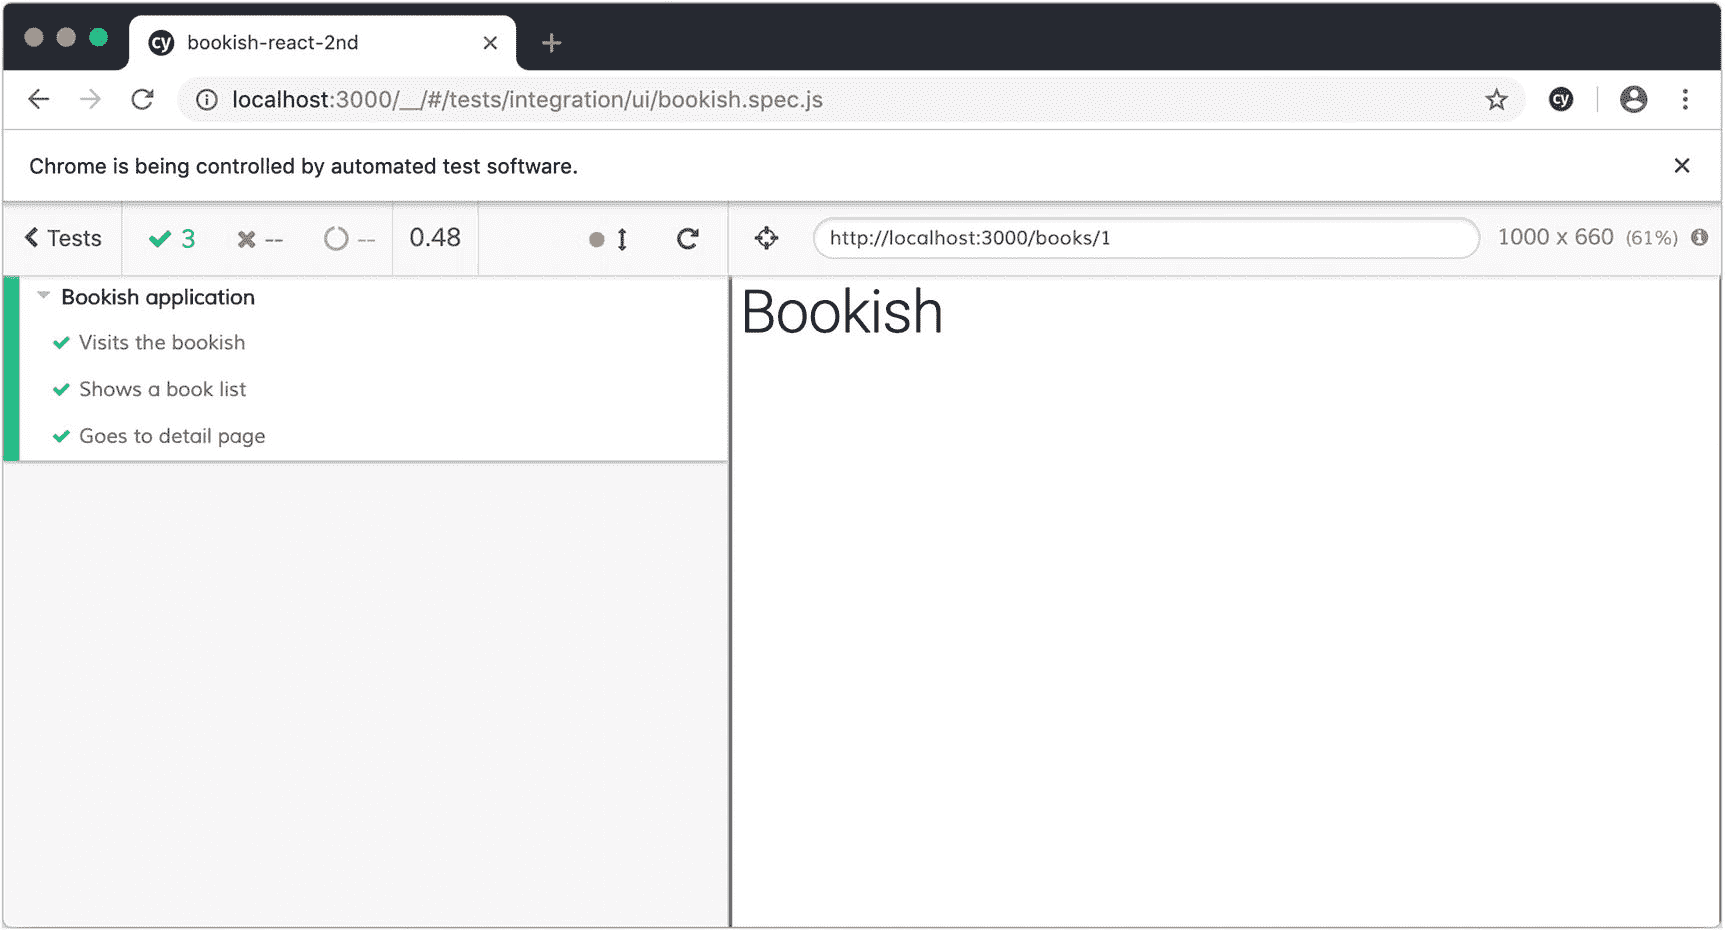 cy bookish-react-2nd
localhost:3000/__/#/tests/integration/ui/bookish.spec.js cy
Chrome is being controlled by automated test software.
Tests 3 -- -- 0.48 http://localhost:3000/books/1 1000 x 660 (61%)
Bookish application
Visits the bookish
Shows a book list
Goes to detail page
Bookish